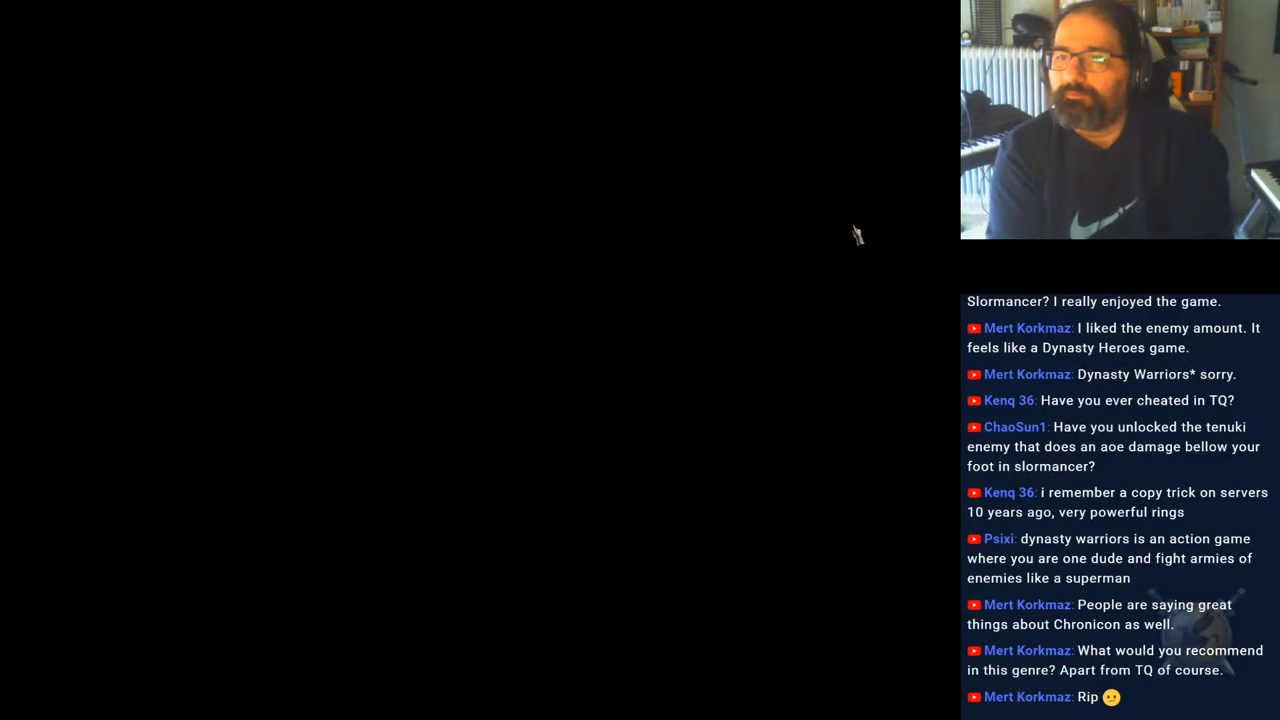 Slormancer? I really enjoyed the game.
Mert Korkmaz: I liked the enemy amount. It
feels like a Dynasty Heroes game.
Mert Korkmaz: Dynasty Warriors* sorry.
Kenq 36: Have you ever cheated in TQ?
ChaoSun1: Have you unlocked the tenuki
enemy that does an aoe damage bellow your
foot in slormancer?
Kenq 36: i remember a copy trick on servers
10 years ago, very powerful rings
Psixi: dynasty warriors is an action game
where you are one dude and fight armies of
enemies like a superman
Mert Korkmaz: People are saying great
things about Chronicon as well.
Mert Korkmaz: What would you recommend
in this genre? Apart from TQ of course.
Mert Korkmaz: Rip 😕